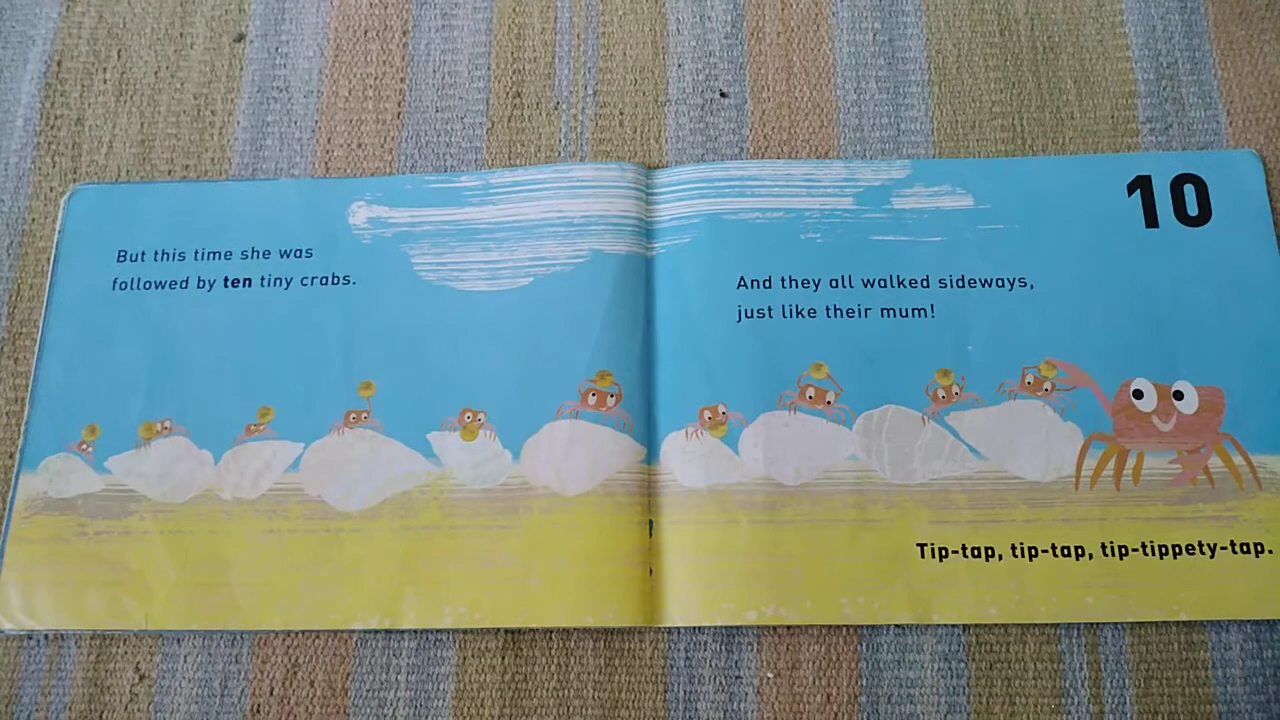 But this time she was
followed by ten tiny crabs.
10
And they all walked sideways,
just like their mum!
Tip-tap, tip-tap, tip-tippety-tap.